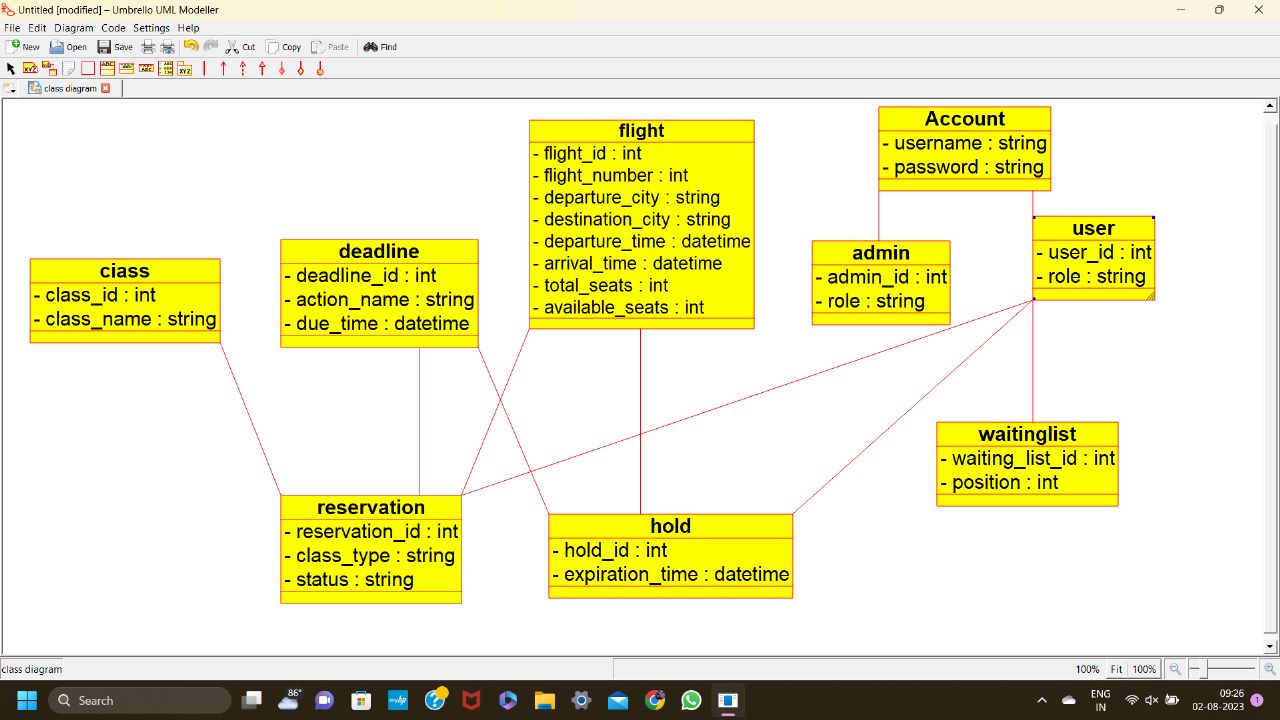 Untitled [modified] – Umbrello UML Modeller
File Edit Diagram Code Settings Help
New Open Save Cut Copy Paste Find
class diagram
flight
- flight_id : int
- flight_number : int
- departure_city : string
- destination_city : string
- departure_time : datetime
- arrival_time : datetime
- total_seats : int
- available_seats : int
Account
- username : string
- password : string
admin
- admin_id : int
- role : string
user
- user_id : int
- role : string
deadline
- deadline_id : int
- action_name : string
- due_time : datetime
ciass
- class_id : int
- class_name : string
waitinglist
- waiting_list_id : int
- position : int
reservation
- reservation_id : int
- class_type : string
- status : string
hold
- hold_id : int
- expiration_time : datetime
class diagram
100% Fit 100%
Search
86°
ENG
IN
09:26
02-08-2023
1